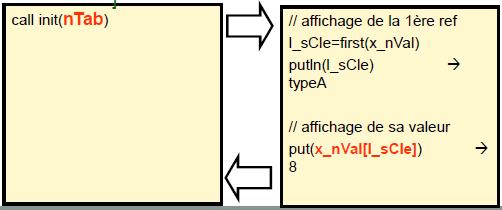 call init(nTab)
// affichage de la 1ère ref
l_sCle=first(x_nVal)
putln(l_sCle) →
typeA
// affichage de sa valeur
put(x_nVal[l_sCle]) →
8